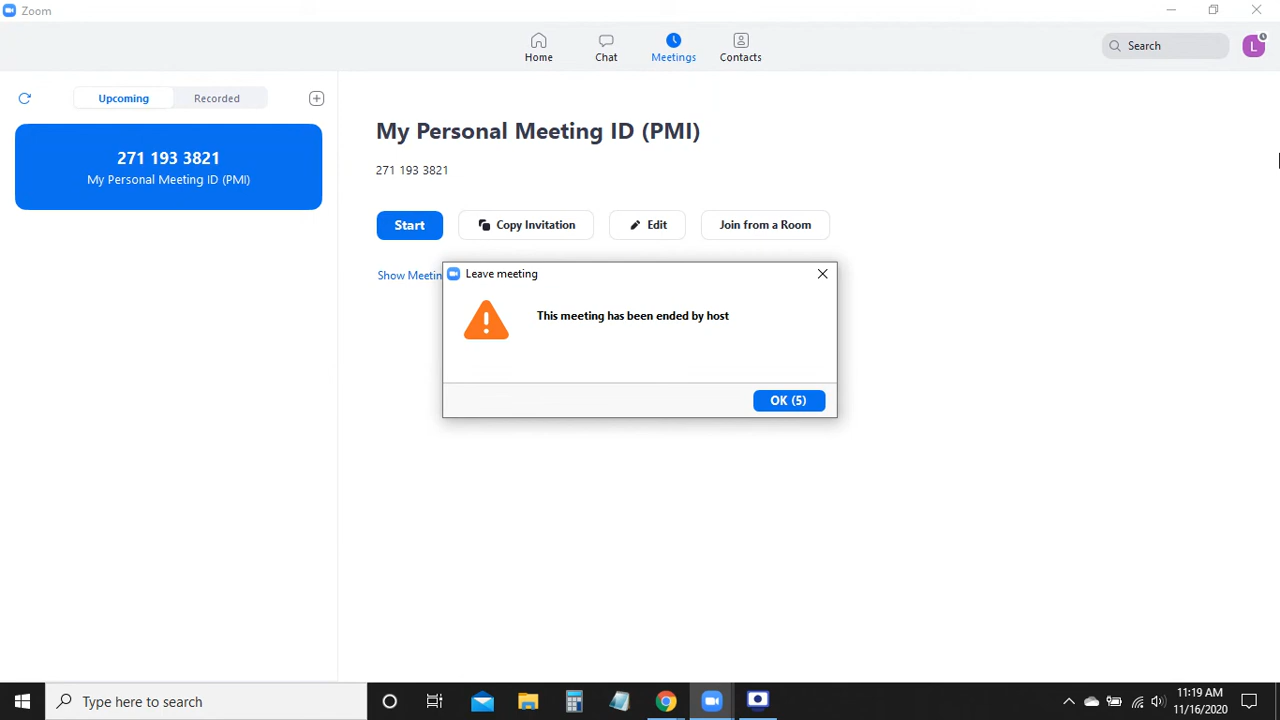 Zoom
Home
Chat
Meetings
Contacts
Search
L
Upcoming
Recorded
271 193 3821
My Personal Meeting ID (PMI)
My Personal Meeting ID (PMI)
271 193 3821
Start
Copy Invitation
Edit
Join from a Room
Show Meetin
Leave meeting
This meeting has been ended by host
OK (5)
Type here to search
11:19 AM
11/16/2020